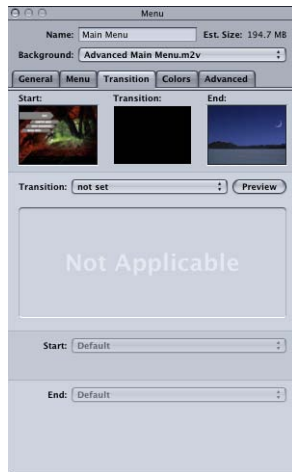 Menu
Name: Main Menu Est. Size: 194.7 MB
Background: Advanced Main Menu.m2v
General Menu Transition Colors Advanced
Start: Transition: End:
Transition: not set Preview
Not Applicable
Start: Default
End: Default